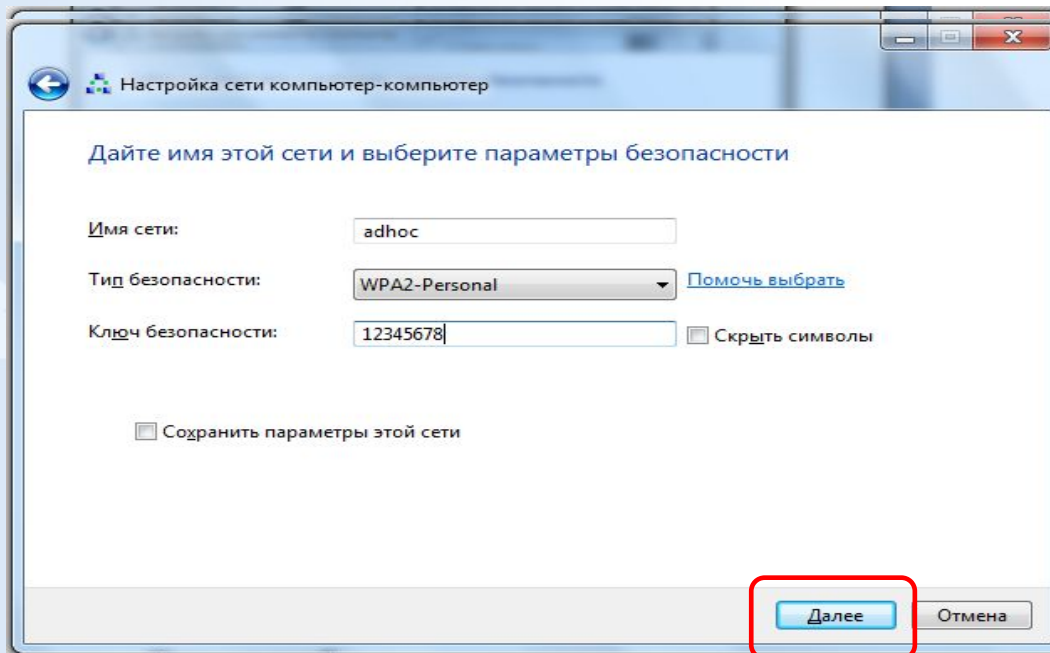 Настройка сети компьютер-компьютер
Дайте имя этой сети и выберите параметры безопасности
Имя сети: adhoc
Тип безопасности: WPA2-Personal Помочь выбрать
Ключ безопасности: 12345678 Скрыть символы
Сохранить параметры этой сети
Далее Отмена